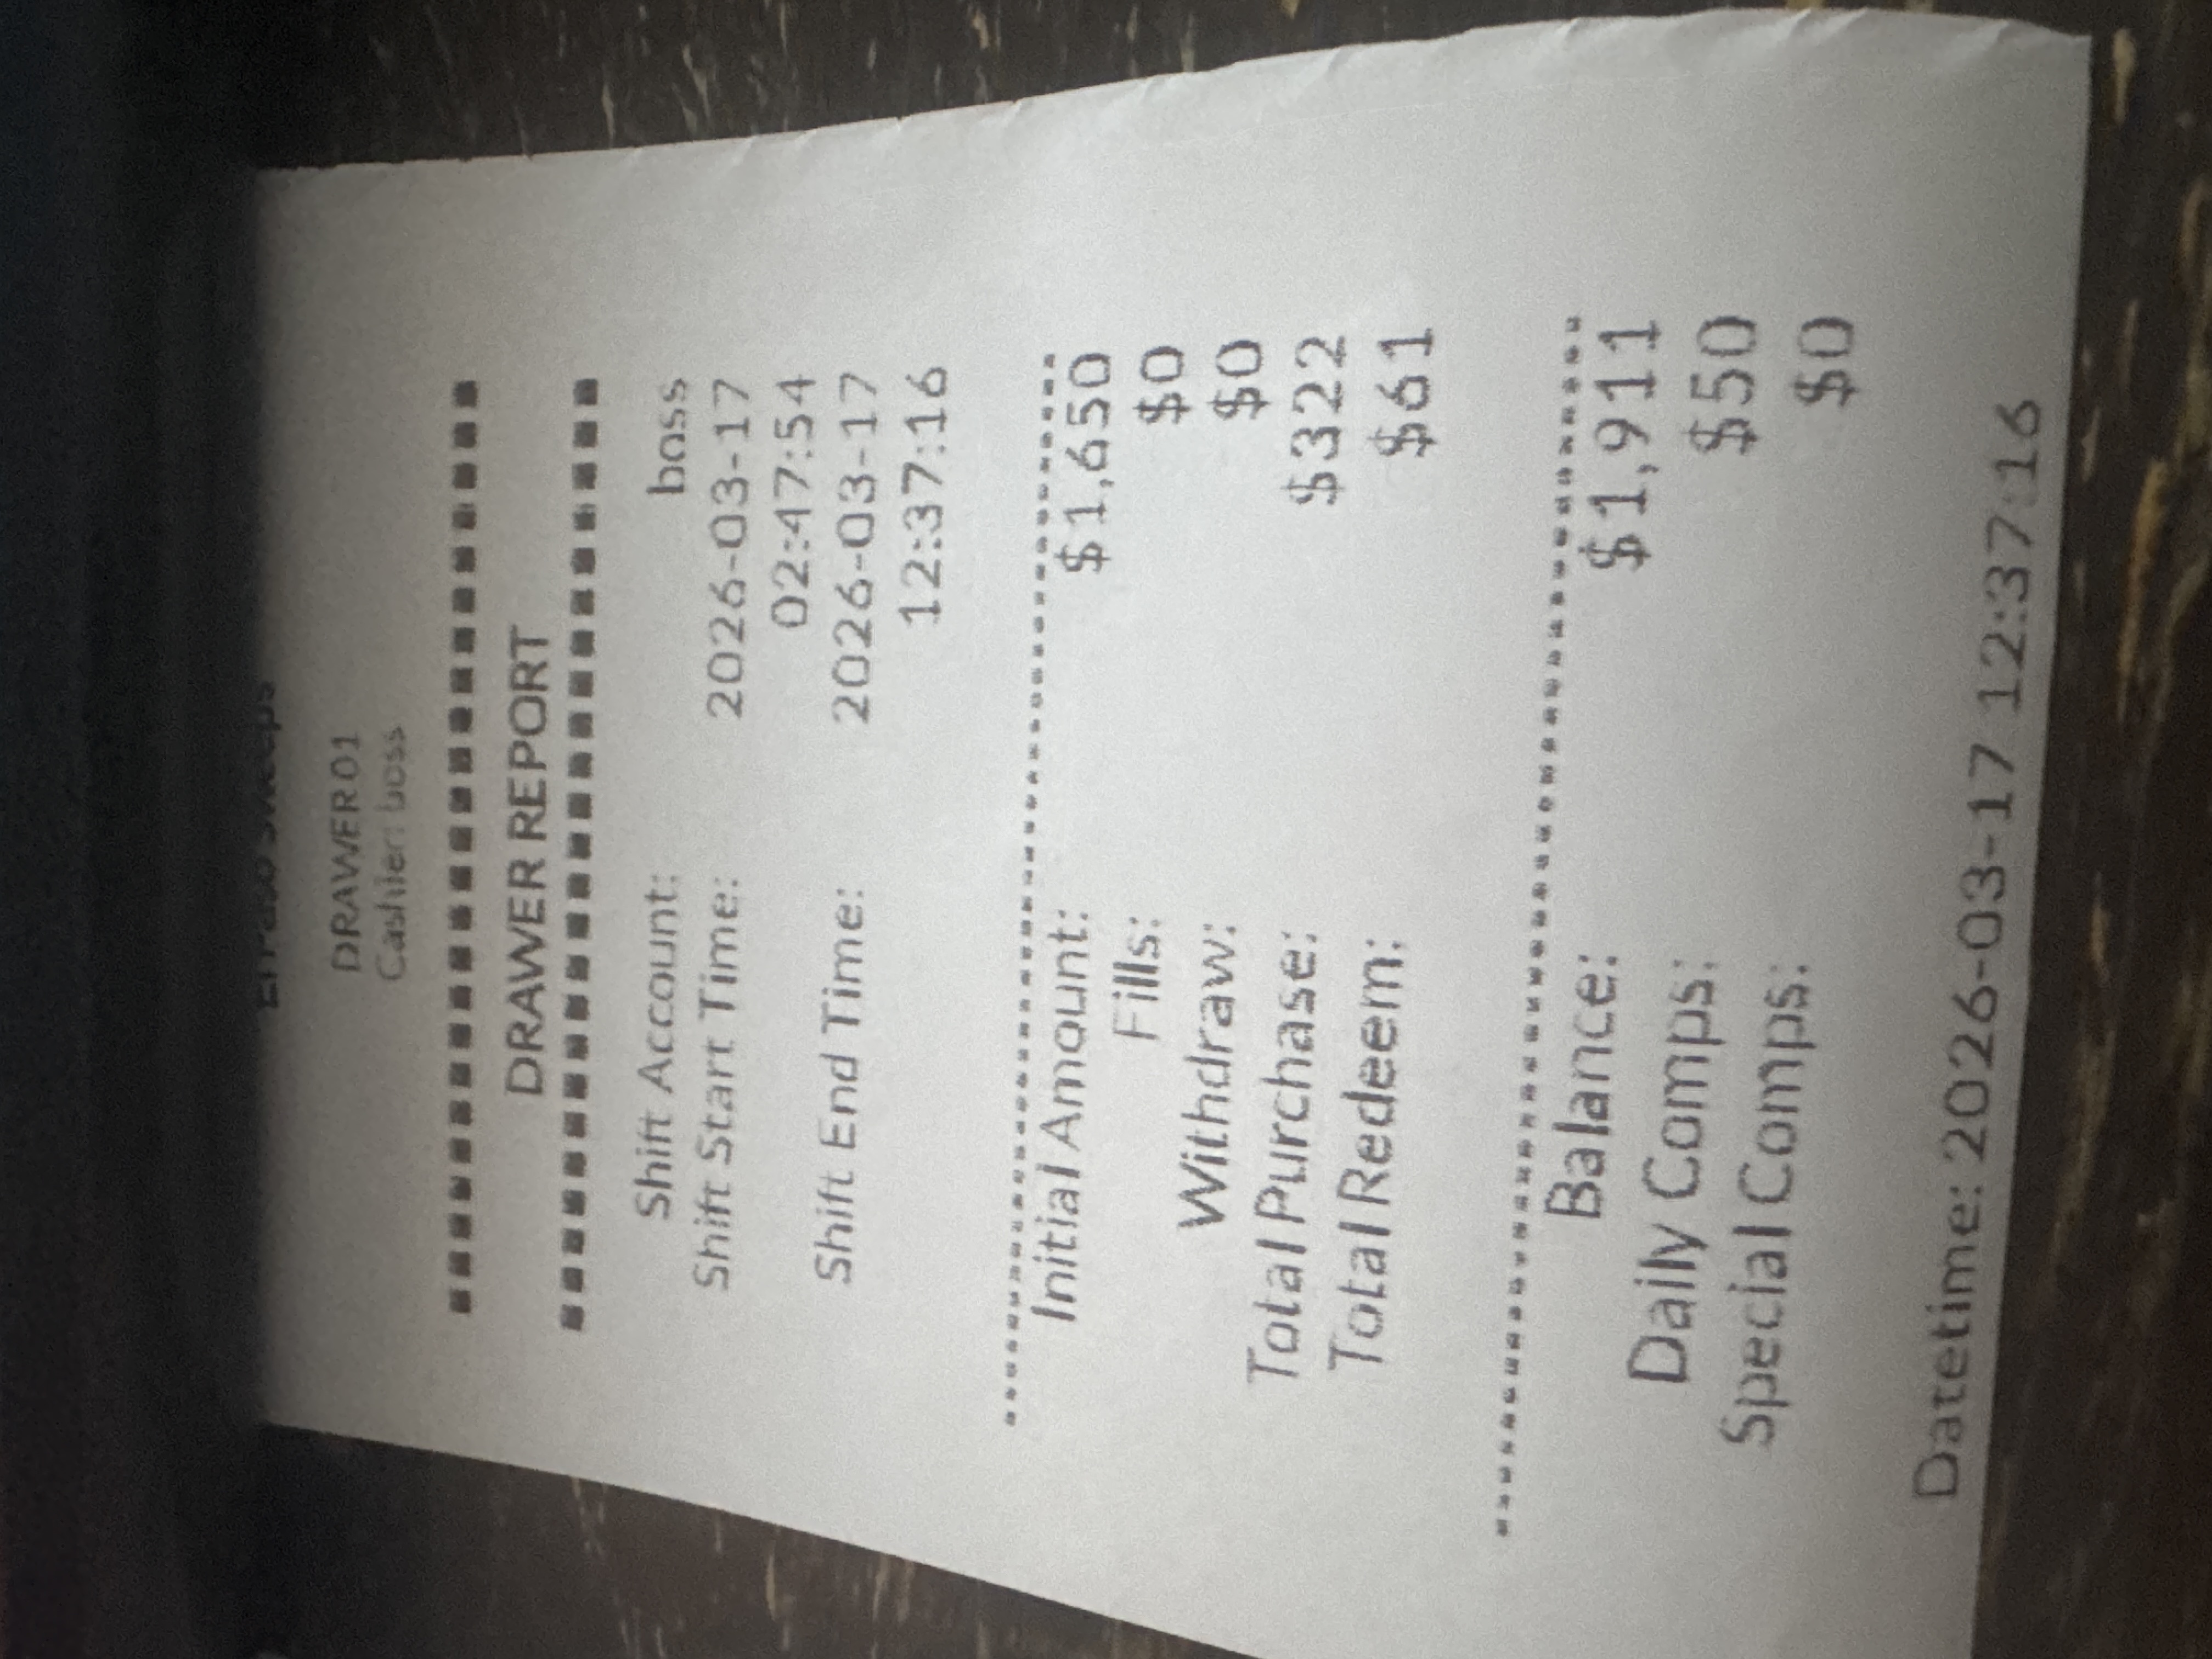 DRAWER 01
Cashier: boss
DRAWER REPORT
Shift Account: boss
Shift Start Time: 2026-03-17
02:47:54
Shift End Time: 2026-03-17
12:37:16
Initial Amount: $1,650
Fills: $0
Withdraw: $0
Total Purchase: $322
Total Redeem: $61
Balance: $1,911
Daily Comps: $50
Special Comps: $0
Datetime: 2026-03-17 12:37:16